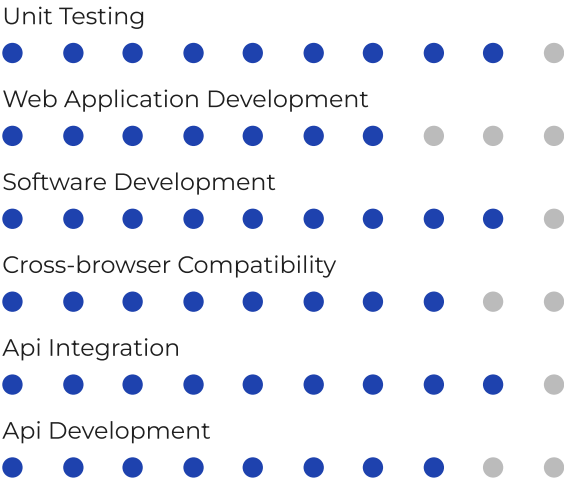 Unit Testing
Web Application Development
Software Development
Cross-browser Compatibility
Api Integration
Api Development